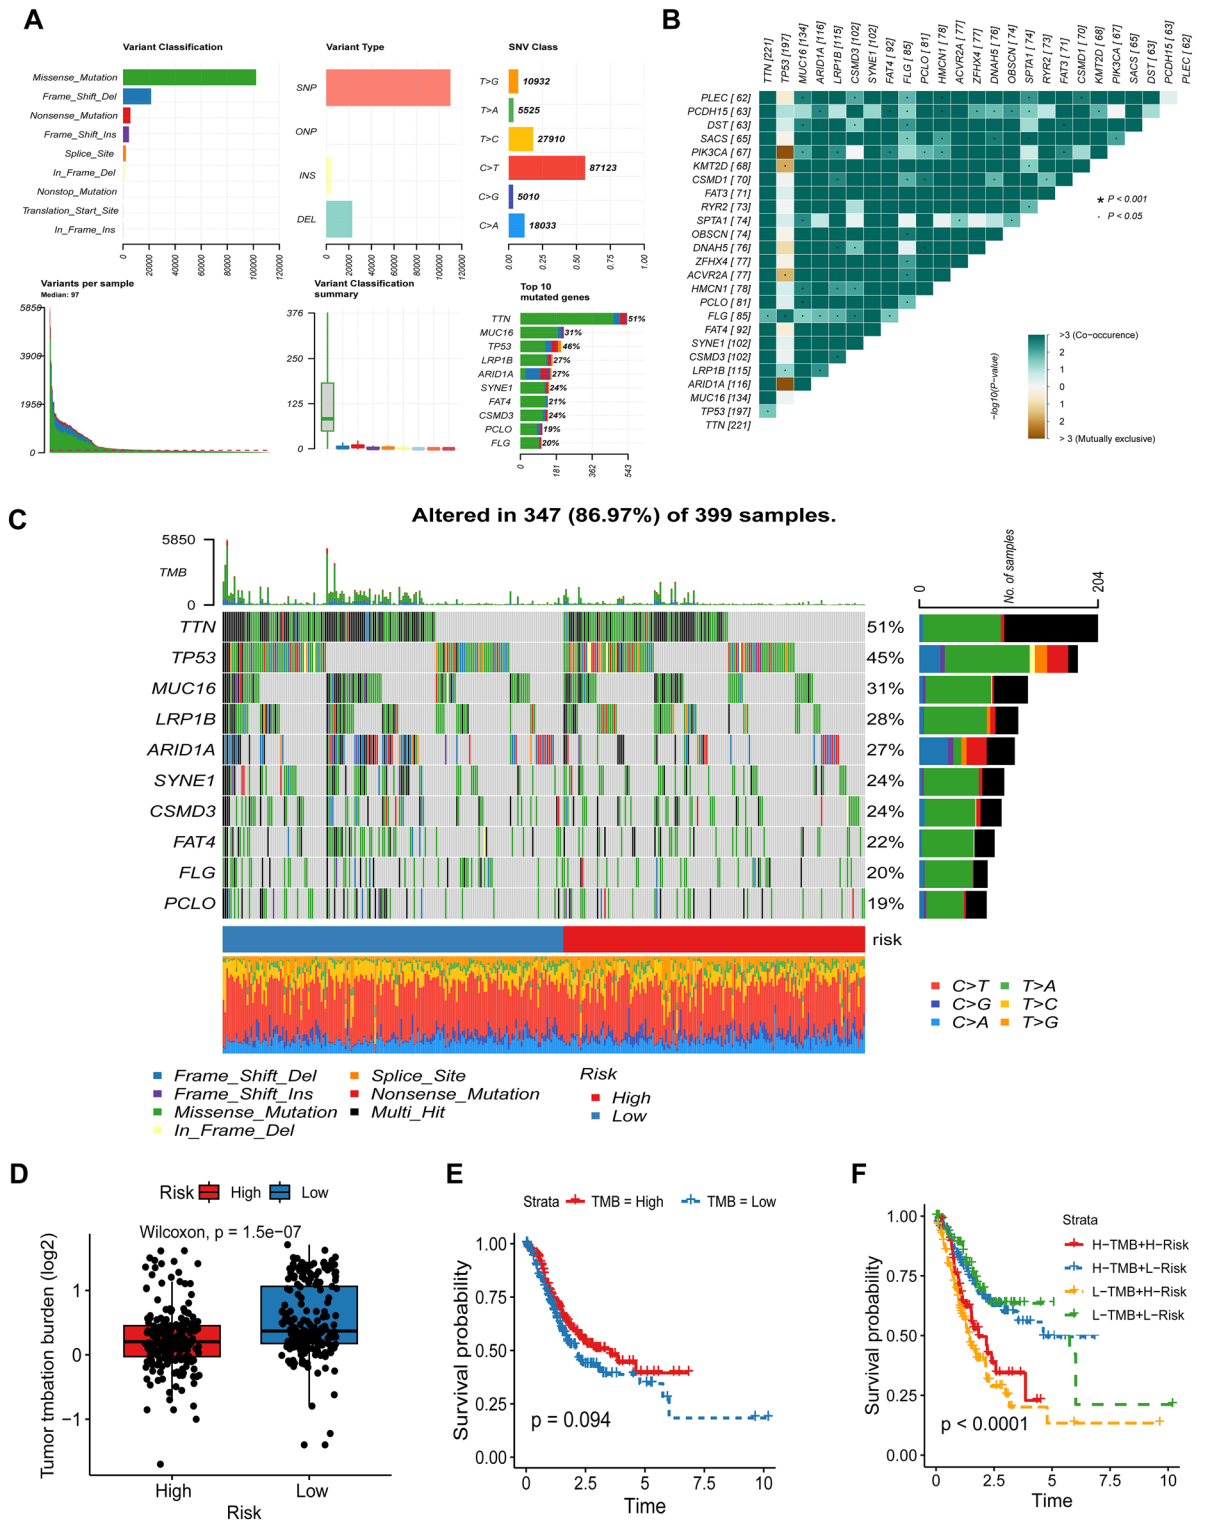 A
Variant Classification
Missense_Mutation
Frame_Shift_Del
Nonsense_Mutation
Frame_Shift_Ins
Splice_Site
In_Frame_Del
Nonstop_Mutation
Translation_Start_Site
In_Frame_Ins
0
20000
40000
60000
80000
100000
120000
Variant Type
SNP
ONP
INS
DEL
0
20000
40000
60000
80000
100000
120000
SNV Class
T>G
10932
T>A
5525
T>C
27910
C>T
87123
C>G
5010
C>A
18033
0.00
0.25
0.50
0.75
1.00
Variants per sample
Median: 97
5850
3900
1950
0
Variant Classification
summary
376
250
125
0
Top 10
mutated genes
TTN
51%
MUC16
31%
TP53
46%
LRP1B
27%
ARID1A
27%
SYNE1
24%
FAT4
21%
CSMD3
24%
PCLO
19%
FLG
20%
0
181
362
543
B
TTN [221]
TP53 [197]
MUC16 [134]
ARID1A [116]
LRP1B [115]
CSMD3 [102]
SYNE1 [102]
FAT4 [92]
FLG [85]
PCLO [81]
HMCN1 [78]
ACVR2A [77]
ZFHX4 [77]
DNAH5 [76]
OBSCN [74]
SPTA1 [74]
RYR2 [73]
FAT3 [71]
CSMD1 [70]
KMT2D [68]
PIK3CA [67]
SACS [65]
DST [63]
PCDH15 [63]
PLEC [62]
PLEC [62]
PCDH15 [63]
DST [63]
SACS [65]
PIK3CA [67]
KMT2D [68]
CSMD1 [70]
FAT3 [71]
RYR2 [73]
SPTA1 [74]
OBSCN [74]
DNAH5 [76]
ZFHX4 [77]
ACVR2A [77]
HMCN1 [78]
PCLO [81]
FLG [85]
FAT4 [92]
SYNE1 [102]
CSMD3 [102]
LRP1B [115]
ARID1A [116]
MUC16 [134]
TP53 [197]
TTN [221]
* P < 0.001
· P < 0.05
−log10(P−value)
>3 (Co−occurence)
2
1
0
1
2
> 3 (Mutually exclusive)
C
Altered in 347 (86.97%) of 399 samples.
5850
TMB
0
0
No. of samples
204
TTN
51%
TP53
45%
MUC16
31%
LRP1B
28%
ARID1A
27%
SYNE1
24%
CSMD3
24%
FAT4
22%
FLG
20%
PCLO
19%
risk
C>T
T>A
C>G
T>C
C>A
T>G
Frame_Shift_Del
Splice_Site
Frame_Shift_Ins
Nonsense_Mutation
Missense_Mutation
Multi_Hit
In_Frame_Del
Risk
High
Low
D
Risk
High
Low
Wilcoxon, p = 1.5e−07
Tumor tmbation burden (log2)
1
0
−1
High
Low
Risk
E
Strata
TMB = High
TMB = Low
Survival probability
1.00
0.75
0.50
0.25
0.00
p = 0.094
0
2.5
5
7.5
10
Time
F
Strata
H−TMB+H−Risk
H−TMB+L−Risk
L−TMB+H−Risk
L−TMB+L−Risk
Survival probability
1.00
0.75
0.50
0.25
0.00
p < 0.0001
0
2.5
5
7.5
10
Time